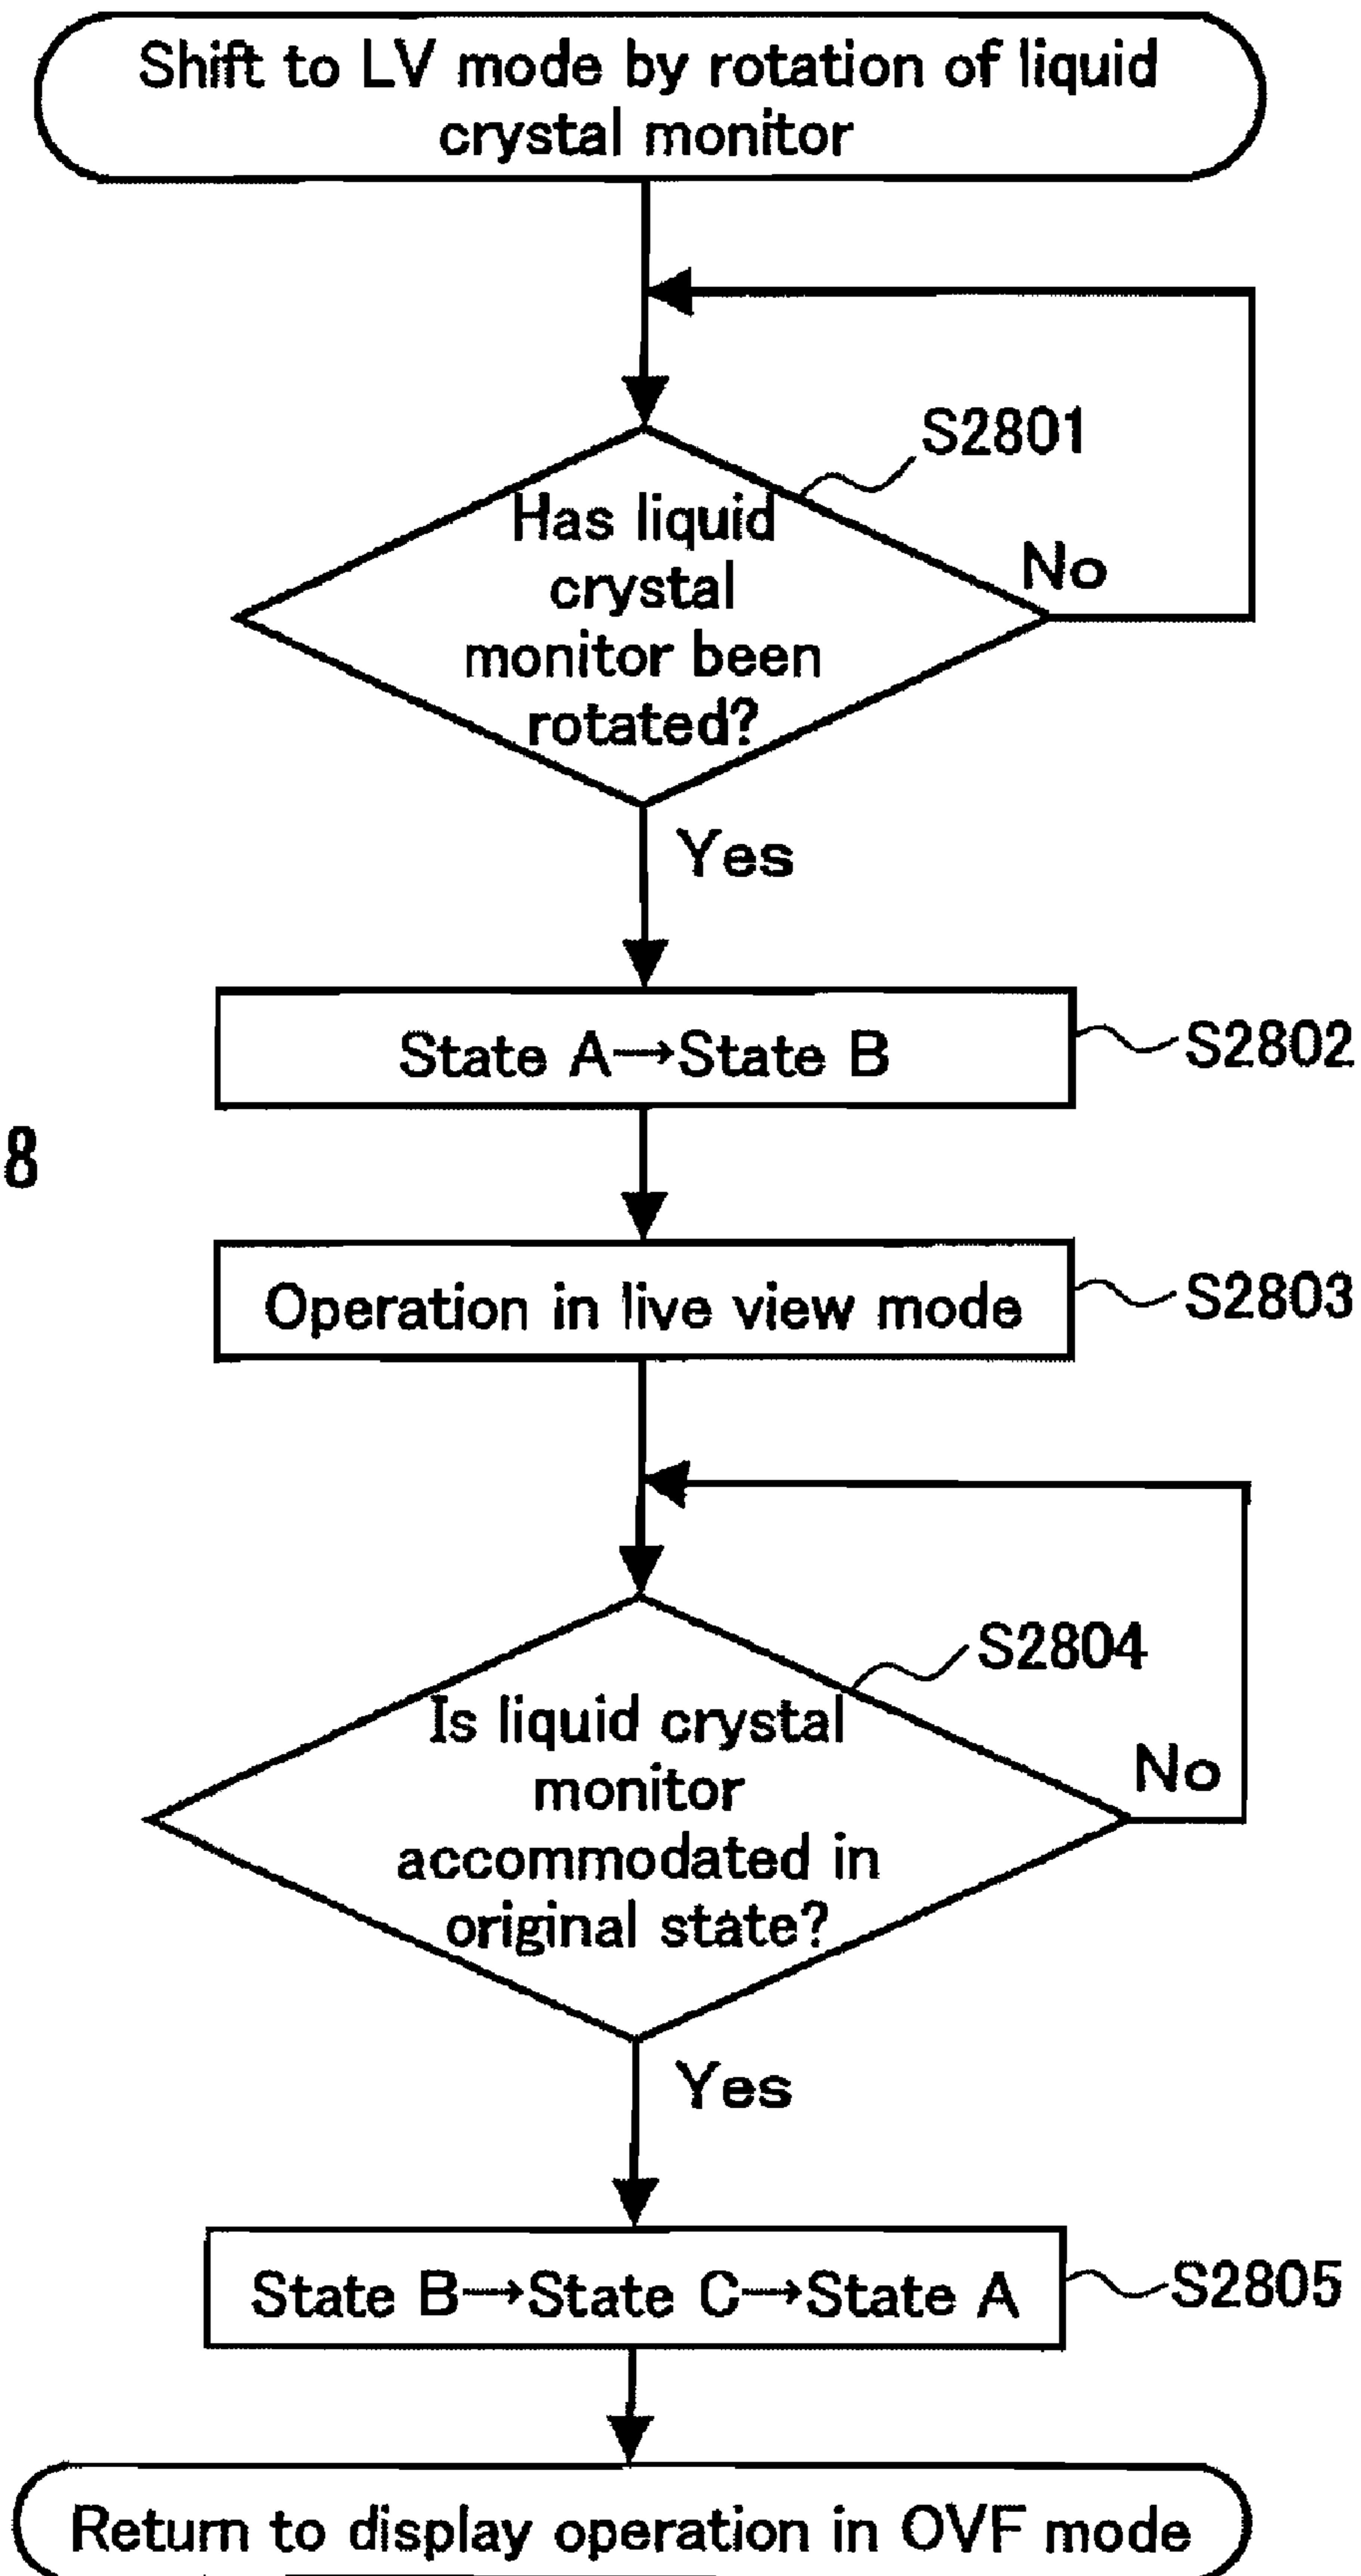 Shift to LV mode by rotation of liquid
crystal monitor
S2801
Has liquid
crystal
monitor been
rotated?
No
Yes
State A→State B
S2802
8
Operation in live view mode
S2803
S2804
Is liquid crystal
monitor
accommodated in
original state?
No
Yes
State B→State C→State A
S2805
Return to display operation in OVF mode